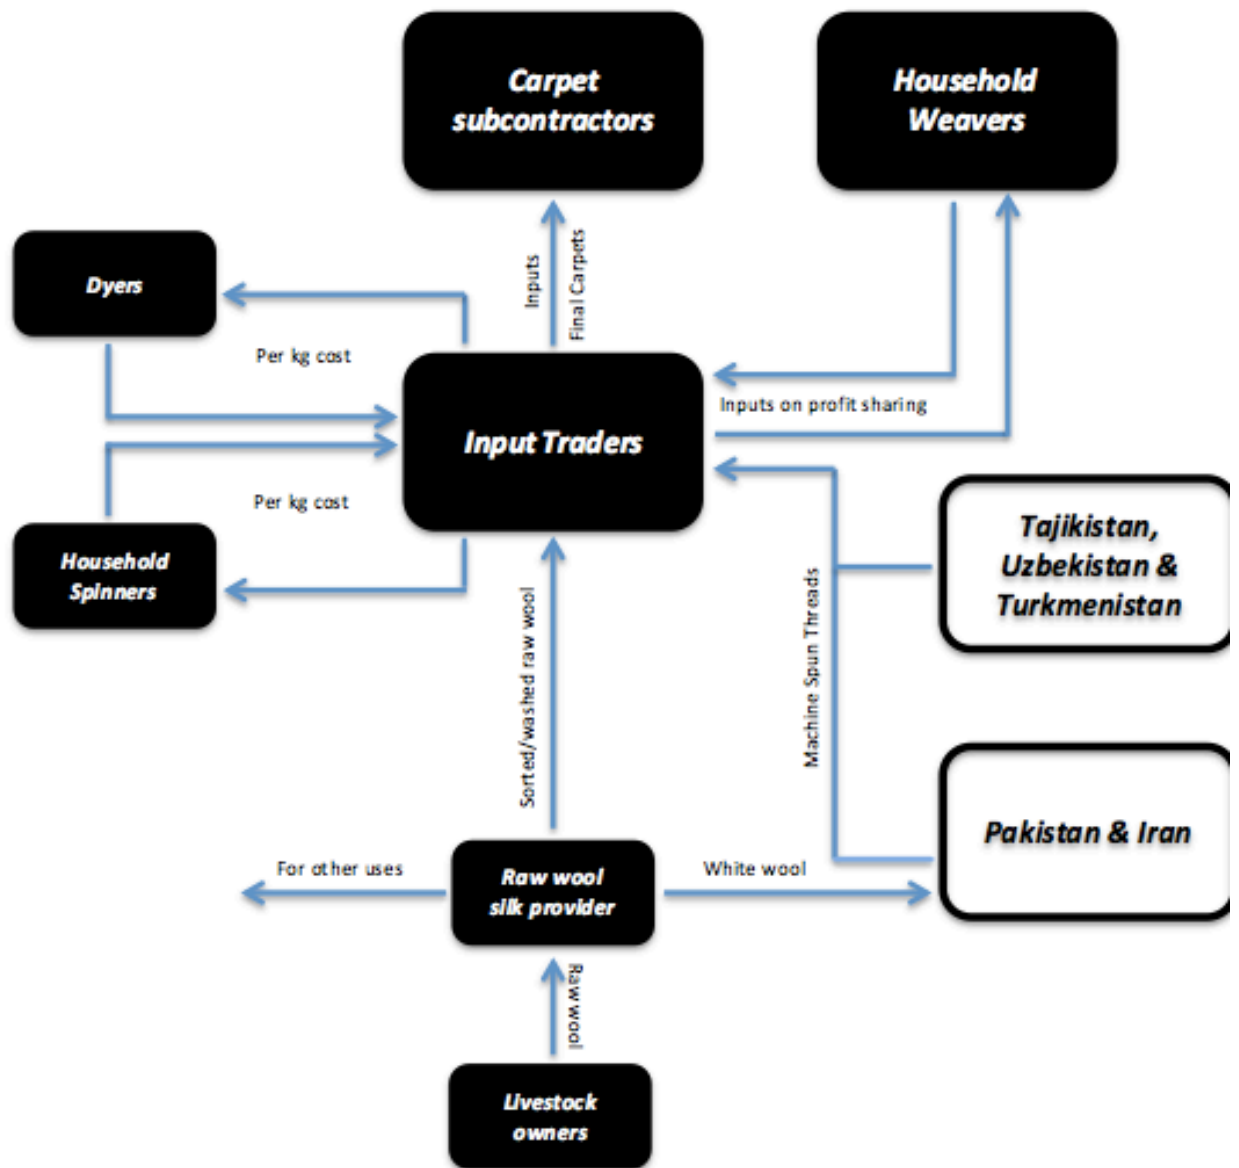 Carpet
subcontractors
Household
Weavers
Inputs
Final Carpets
Dyers
Per kg cost
Input Traders
Inputs on profit sharing
Per kg cost
Household
Spinners
Tajikistan,
Uzbekistan &
Turkmenistan
Sorted/washed raw wool
Machine Spun Threads
Pakistan & Iran
For other uses
Raw wool
silk provider
White wool
Raw wool
Livestock
owners